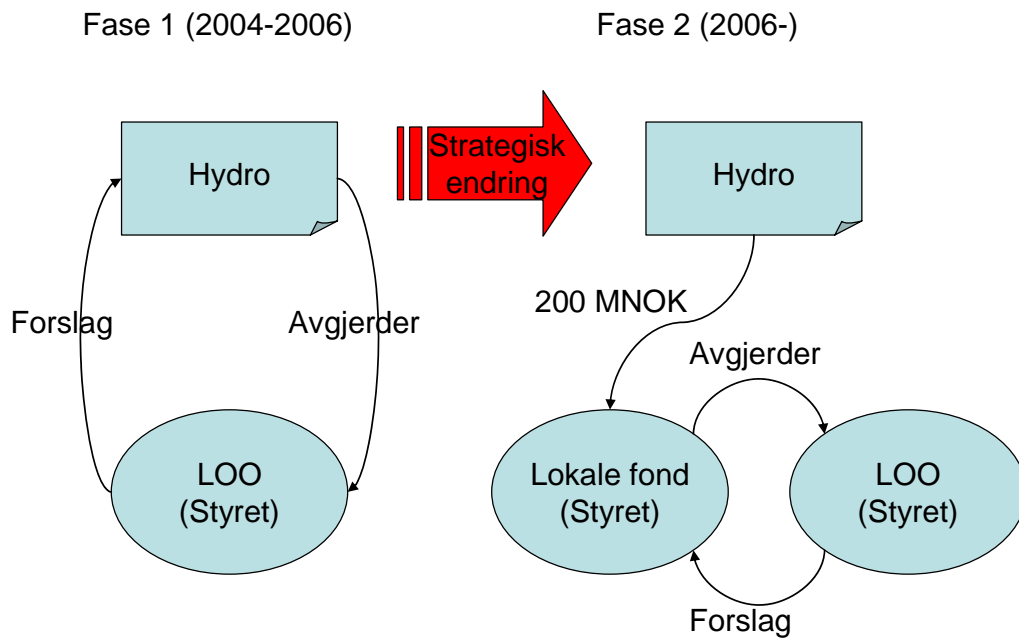 Fase 1 (2004-2006)
Fase 2 (2006-)
Hydro
Strategisk
endring
Hydro
200 MNOK
Forslag
Avgjerder
Avgjerder
LOO
(Styret)
Lokale fond
(Styret)
LOO
(Styret)
Forslag